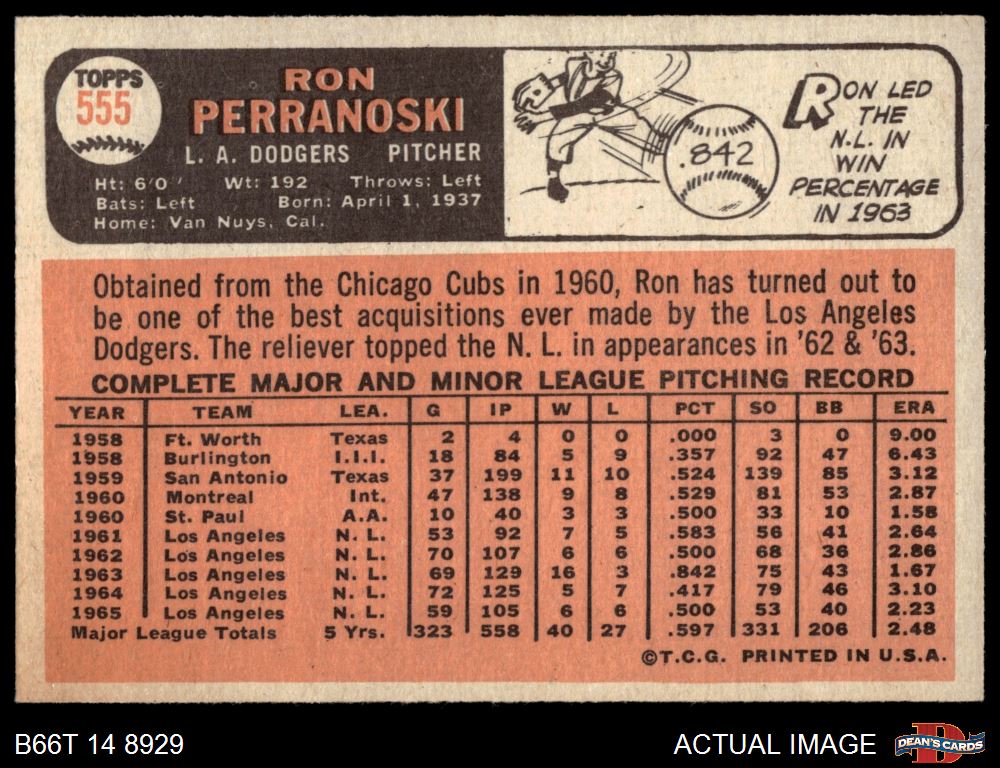 TOPPS
555
RON
PERRANOSKI
L. A. DODGERS PITCHER
Ht: 6'0" Wt: 192 Throws: Left
Bats: Left Born: April 1, 1937
Home: Van Nuys, Cal.
.842
RON LED
THE
N.L. IN
WIN
PERCENTAGE
IN 1963
Obtained from the Chicago Cubs in 1960, Ron has turned out to
be one of the best acquisitions ever made by the Los Angeles
Dodgers. The reliever topped the N. L. in appearances in '62 & '63.
COMPLETE MAJOR AND MINOR LEAGUE PITCHING RECORD
YEAR TEAM LEA. G IP W L PCT SO BB ERA
1958 Ft. Worth Texas 2 4 0 0 .000 3 0 9.00
1958 Burlington I.I.I. 18 84 5 9 .357 92 47 6.43
1959 San Antonio Texas 37 199 11 10 .524 139 85 3.12
1960 Montreal Int. 47 138 9 8 .529 81 53 2.87
1960 St. Paul A.A. 10 40 3 3 .500 33 10 1.58
1961 Los Angeles N. L. 53 92 7 5 .583 56 41 2.64
1962 Los Angeles N. L. 70 107 6 6 .500 68 36 2.86
1963 Los Angeles N. L. 69 129 16 3 .842 75 43 1.67
1964 Los Angeles N. L. 72 125 5 7 .417 79 46 3.10
1965 Los Angeles N. L. 59 105 6 6 .500 53 40 2.23
Major League Totals 5 Yrs. 323 558 40 27 .597 331 206 2.48
©T.C.G. PRINTED IN U.S.A.
B66T 14 8929
ACTUAL IMAGE
D
DEAN'S CARDS